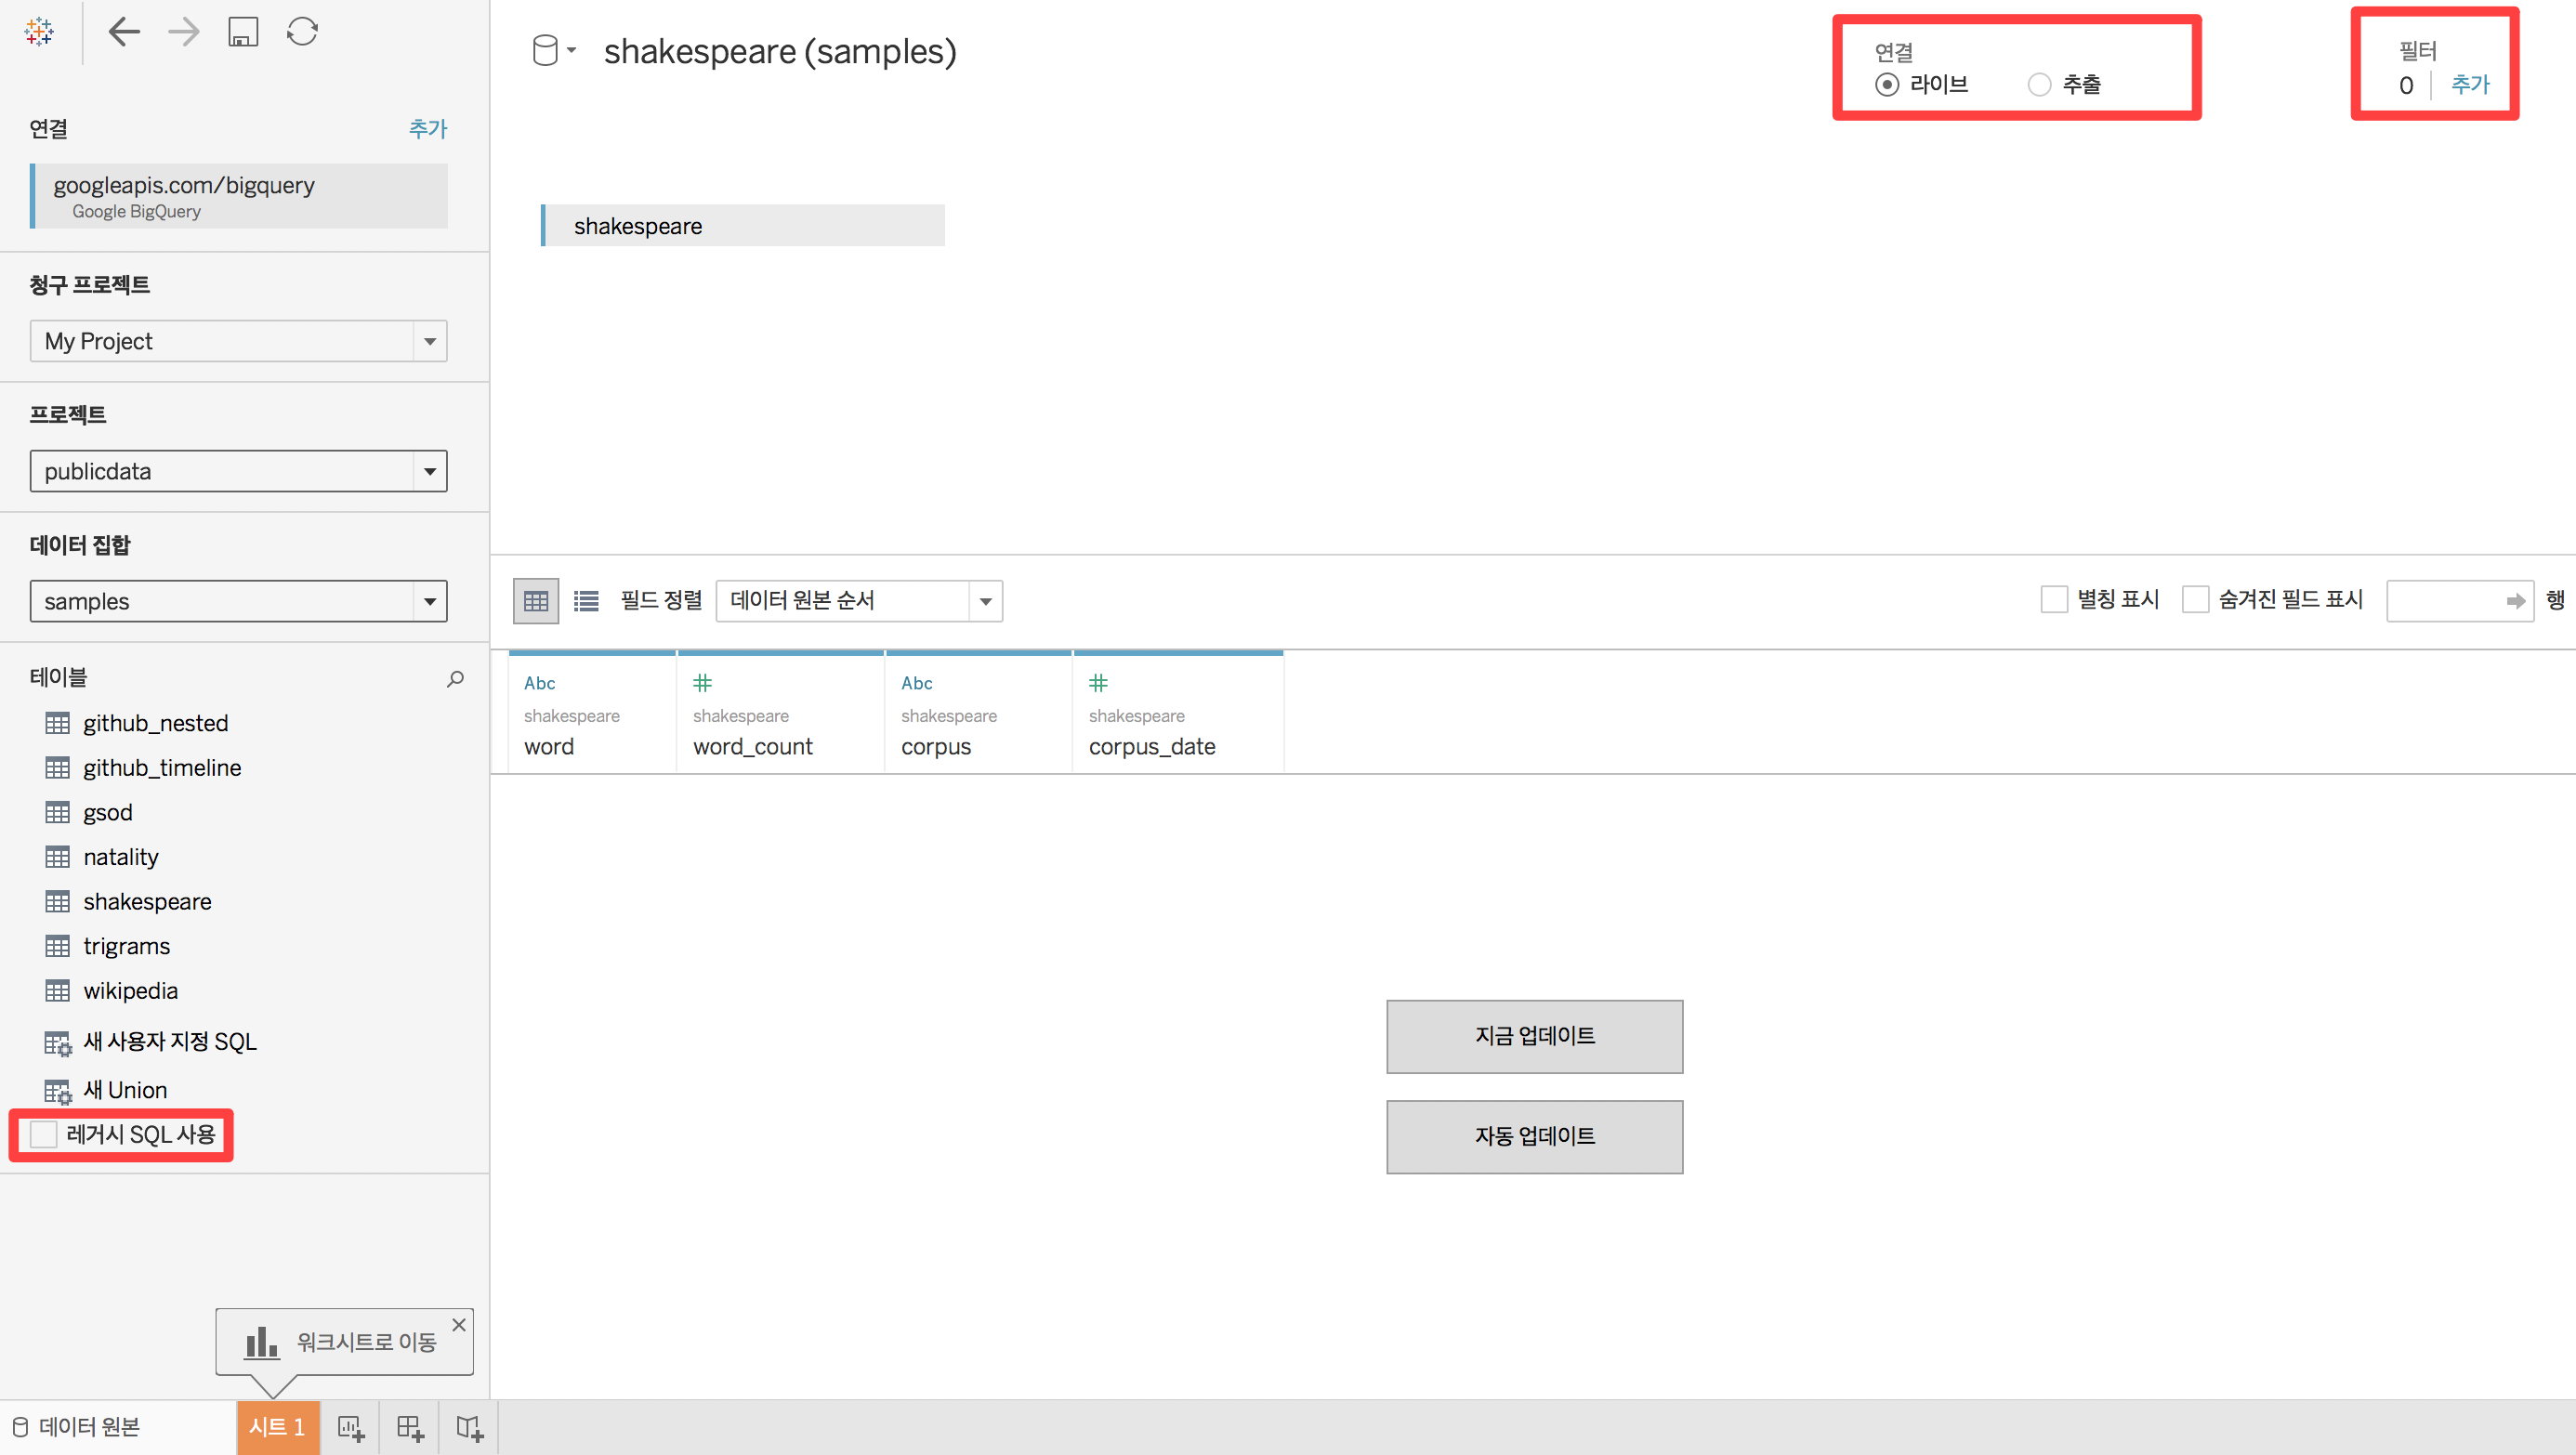 연결 추가
googleapis.com/bigquery
Google BigQuery
청구 프로젝트
My Project
프로젝트
publicdata
데이터 집합
samples
테이블
github_nested
github_timeline
gsod
natality
shakespeare
trigrams
wikipedia
새 사용자 지정 SQL
새 Union
레거시 SQL 사용
워크시트로 이동
shakespeare (samples)
연결
라이브 추출
필터
0 추가
shakespeare
필드 정렬 데이터 원본 순서 별칭 표시 숨겨진 필드 표시 행
Abc # Abc #
shakespeare shakespeare shakespeare shakespeare
word word_count corpus corpus_date
지금 업데이트
자동 업데이트
데이터 원본 시트 1